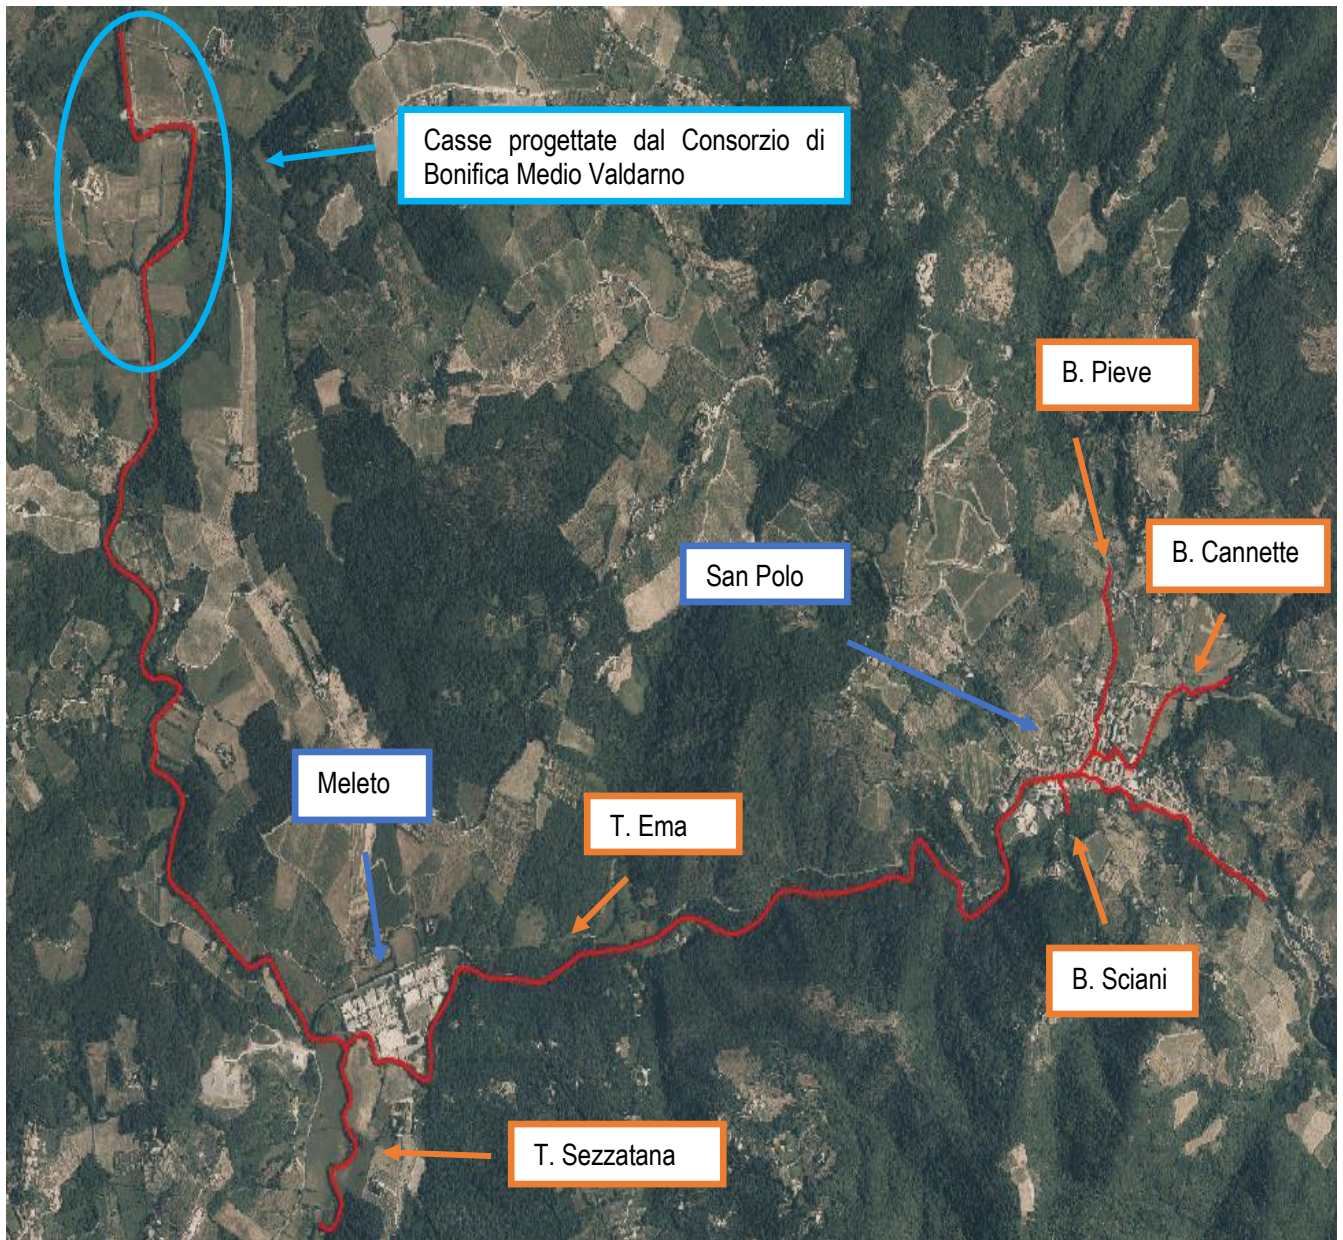 Casse progettate dal Consorzio di
Bonifica Medio Valdarno
B. Pieve
B. Cannette
San Polo
Meleto
T. Ema
B. Sciani
T. Sezzatana